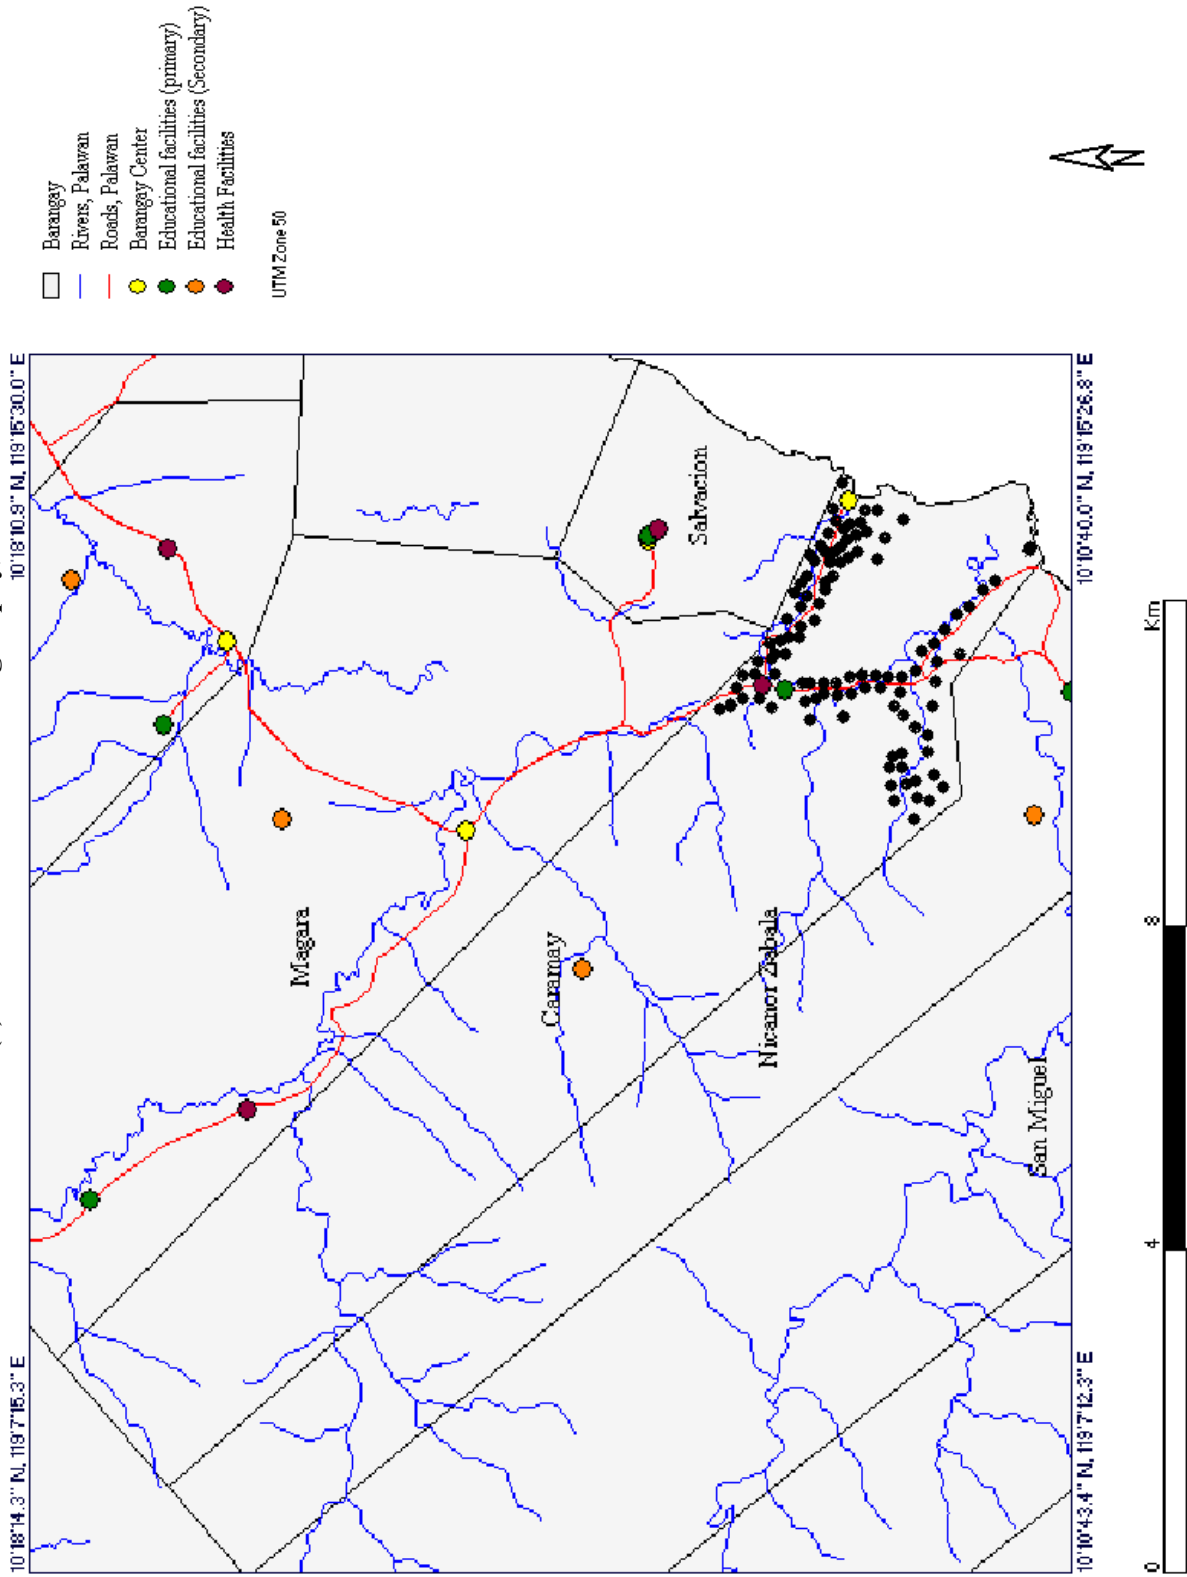 10°18'14.3" N, 119°7'15.3" E
10°18'10.9" N, 119°15'30.0" E
Magara
Caramay
Salvacion
Nicanor Zabala
San Miguel
10°10'43.4" N, 119°7'12.3" E
10°10'40.0" N, 119°15'26.8" E
0
4
8
Km
Barangay
Rivers, Palawan
Roads, Palawan
Barangay Center
Educational facilities (primary)
Educational facilities (Secondary)
Health Facilities
UTM Zone 50
N